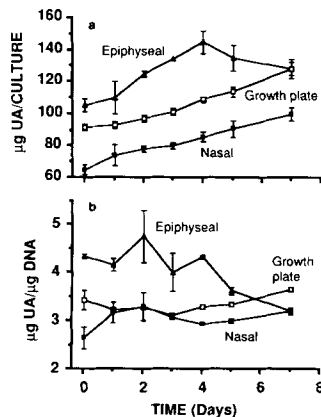 a
µg UA/CULTURE
160
140
120
100
80
60
Epiphyseal
Growth plate
Nasal
b
µg UA/µg DNA
5
4
3
2
Epiphyseal
Growth
plate
Nasal
0 2 4 6 8
TIME (Days)